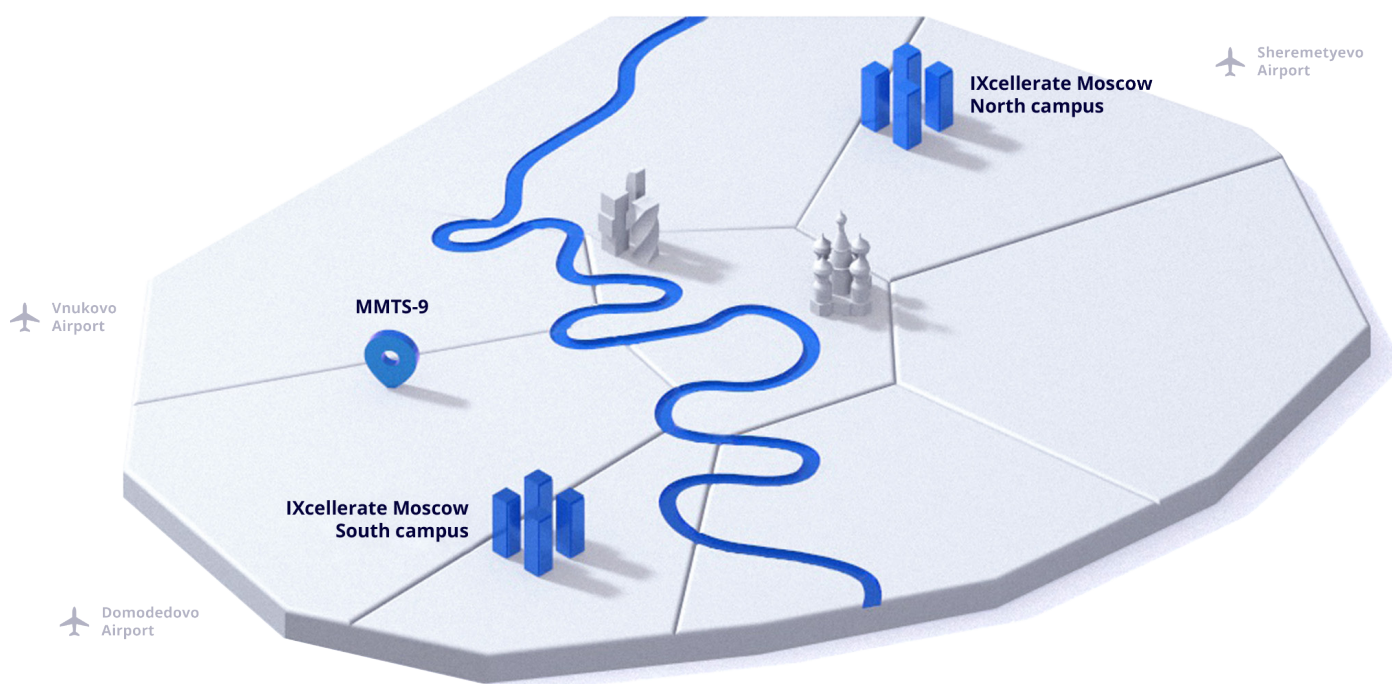 Sheremetyevo
Airport
IXcellerate Moscow
North campus
Vnukovo
Airport
MMTS-9
IXcellerate Moscow
South campus
Domodedovo
Airport